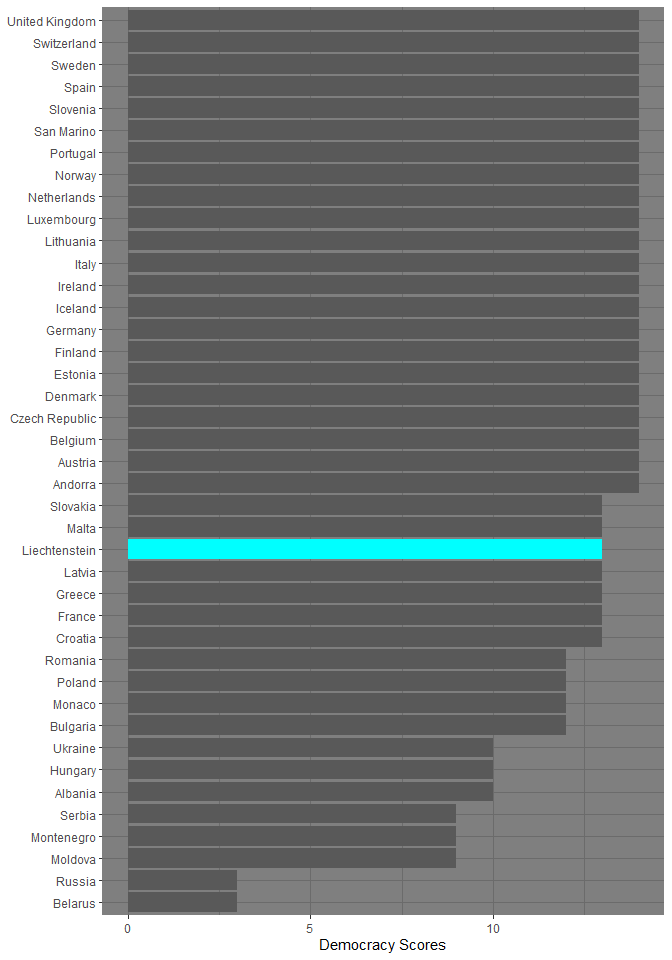 United Kingdom
Switzerland
Sweden
Spain
Slovenia
San Marino
Portugal
Norway
Netherlands
Luxembourg
Lithuania
Italy
Ireland
Iceland
Germany
Finland
Estonia
Denmark
Czech Republic
Belgium
Austria
Andorra
Slovakia
Malta
Liechtenstein
Latvia
Greece
France
Croatia
Romania
Poland
Monaco
Bulgaria
Ukraine
Hungary
Albania
Serbia
Montenegro
Moldova
Russia
Belarus
0 5 10
Democracy Scores